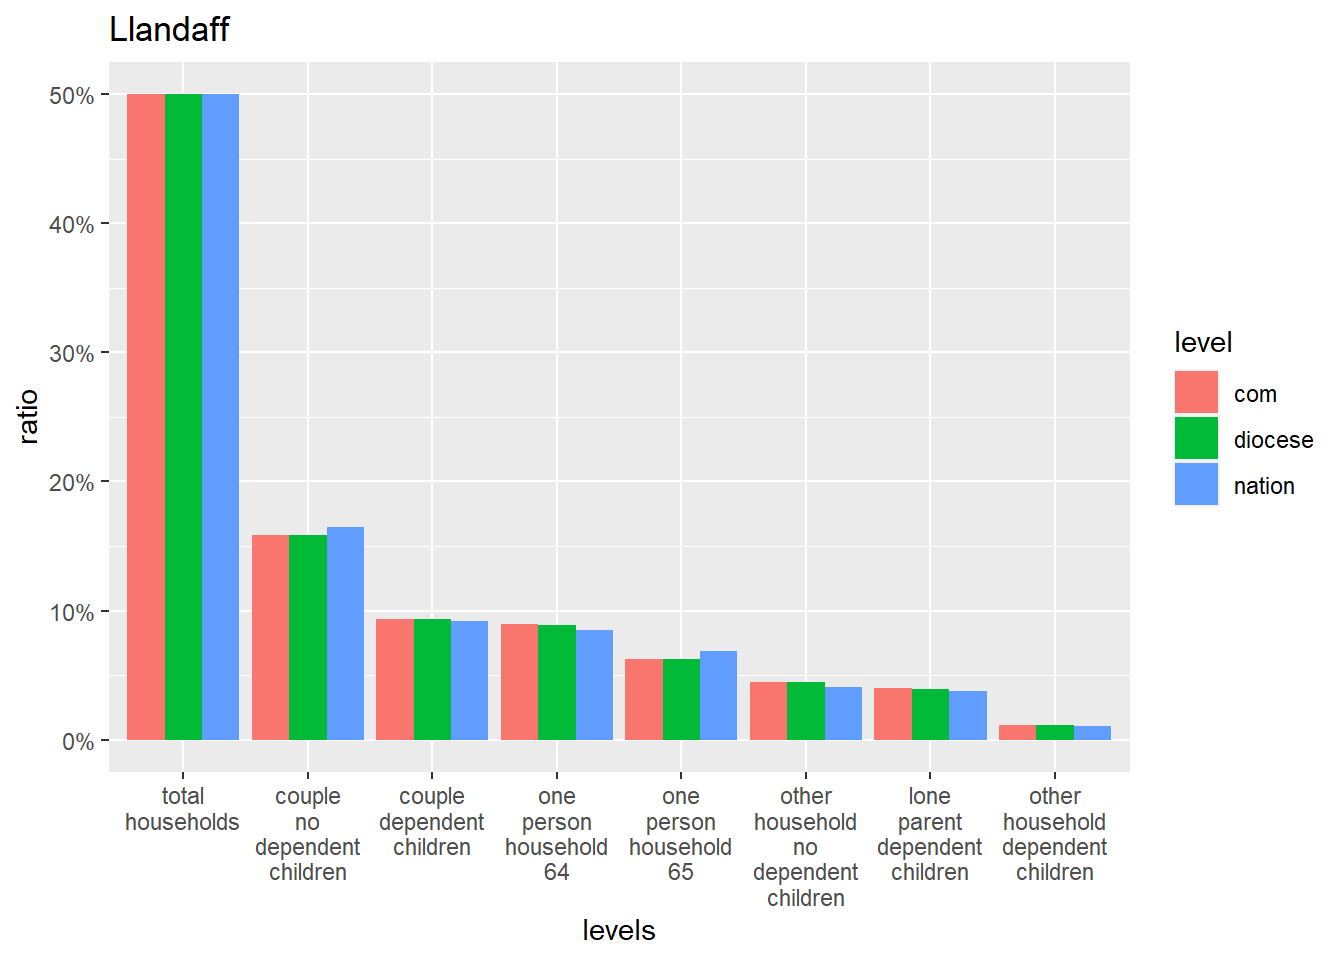 Llandaff
50%
40%
30%
20%
10%
0%
ratio
total
households
couple
no
dependent
children
couple
dependent
children
one
person
household
64
one
person
household
65
other
household
no
dependent
children
lone
parent
dependent
children
other
household
dependent
children
levels
level
com
diocese
nation